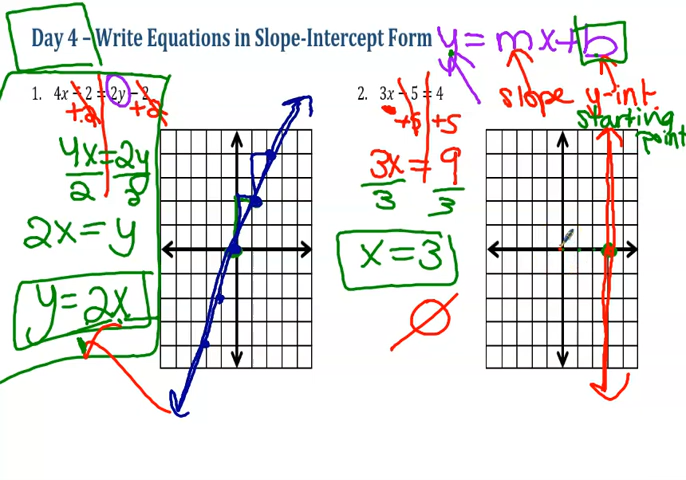 Day 4 – Write Equations in Slope-Intercept Form y = mx + b
1. 4x - 2 = 2y - 2
+2 +2
4x = 2y
2 2
2x = y
y = 2x
2. 3x - 5 = 4
+5 +5
3x = 9
3 3
x = 3
∅
slope y-int
starting
point